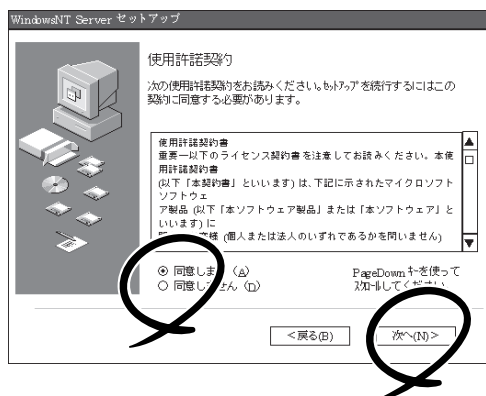 WindowsNT Server セットアップ
使用許諾契約
次の使用許諾契約をお読みください。セットアップを続行するにはこの
契約に同意する必要があります。
使用許諾契約書
重要－以下のライセンス契約書を注意してお読みください。本使
用許諾契約書
(以下「本契約書」といいます) は、下記に示されたマイクロソフト
ソフトウェ
ア製品 (以下「本ソフトウェア製品」または「本ソフトウェア」と
いいます) に
様 (個人または法人のいずれであるかを問いません)
同意しま (A)
同意しません (D)
PageDown キーを使って
スクロールしてください
<戻る(B)
次へ(N)>